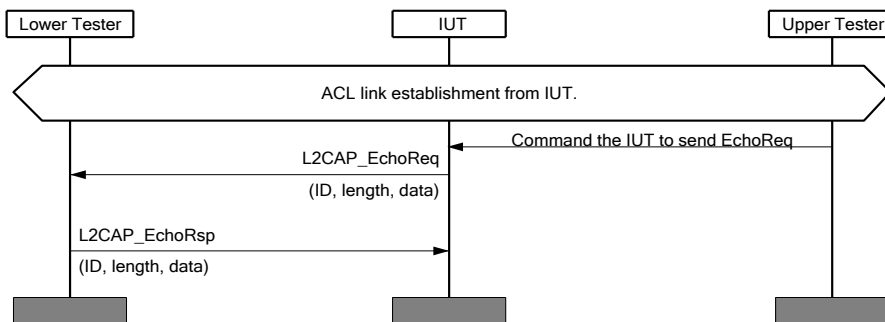 Lower Tester
IUT
Upper Tester
ACL link establishment from IUT.
Command the IUT to send EchoReq
L2CAP_EchoReq
(ID, length, data)
L2CAP_EchoRsp
(ID, length, data)